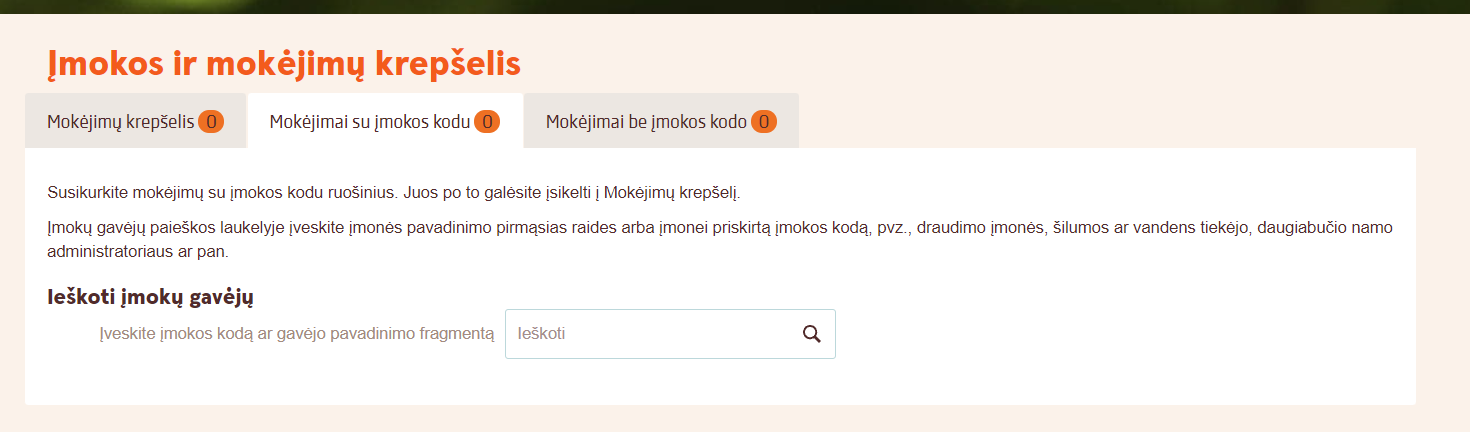 Įmokos ir mokėjimų krepšelis
Mokėjimų krepšelis 0 Mokėjimai su įmokos kodu 0 Mokėjimai be įmokos kodo 0
Susikurkite mokėjimų su įmokos kodu ruošinius. Juos po to galėsite įsikelti į Mokėjimų krepšelį.
Įmokų gavėjų paieškos laukelyje įveskite įmonės pavadinimo pirmąsias raides arba įmonei priskirtą įmokos kodą, pvz., draudimo įmonės, šilumos ar vandens tiekėjo, daugiabučio namo
administratoriaus ar pan.
Ieškoti įmokų gavėjų
Įveskite įmokos kodą ar gavėjo pavadinimo fragmentą Ieškoti